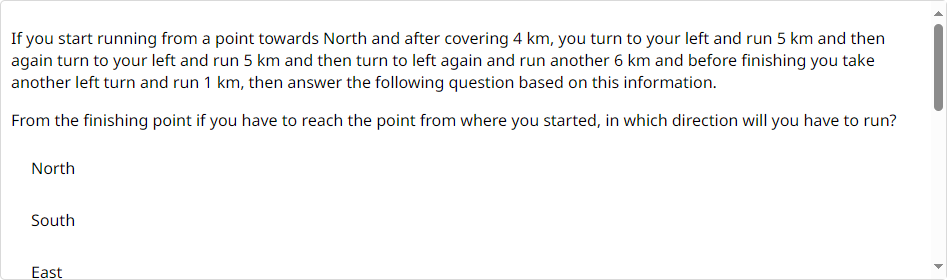 If you start running from a point towards North and after covering 4 km, you turn to your left and run 5 km and then
again turn to your left and run 5 km and then turn to left again and run another 6 km and before finishing you take
another left turn and run 1 km, then answer the following question based on this information.
From the finishing point if you have to reach the point from where you started, in which direction will you have to run?
North
South
East